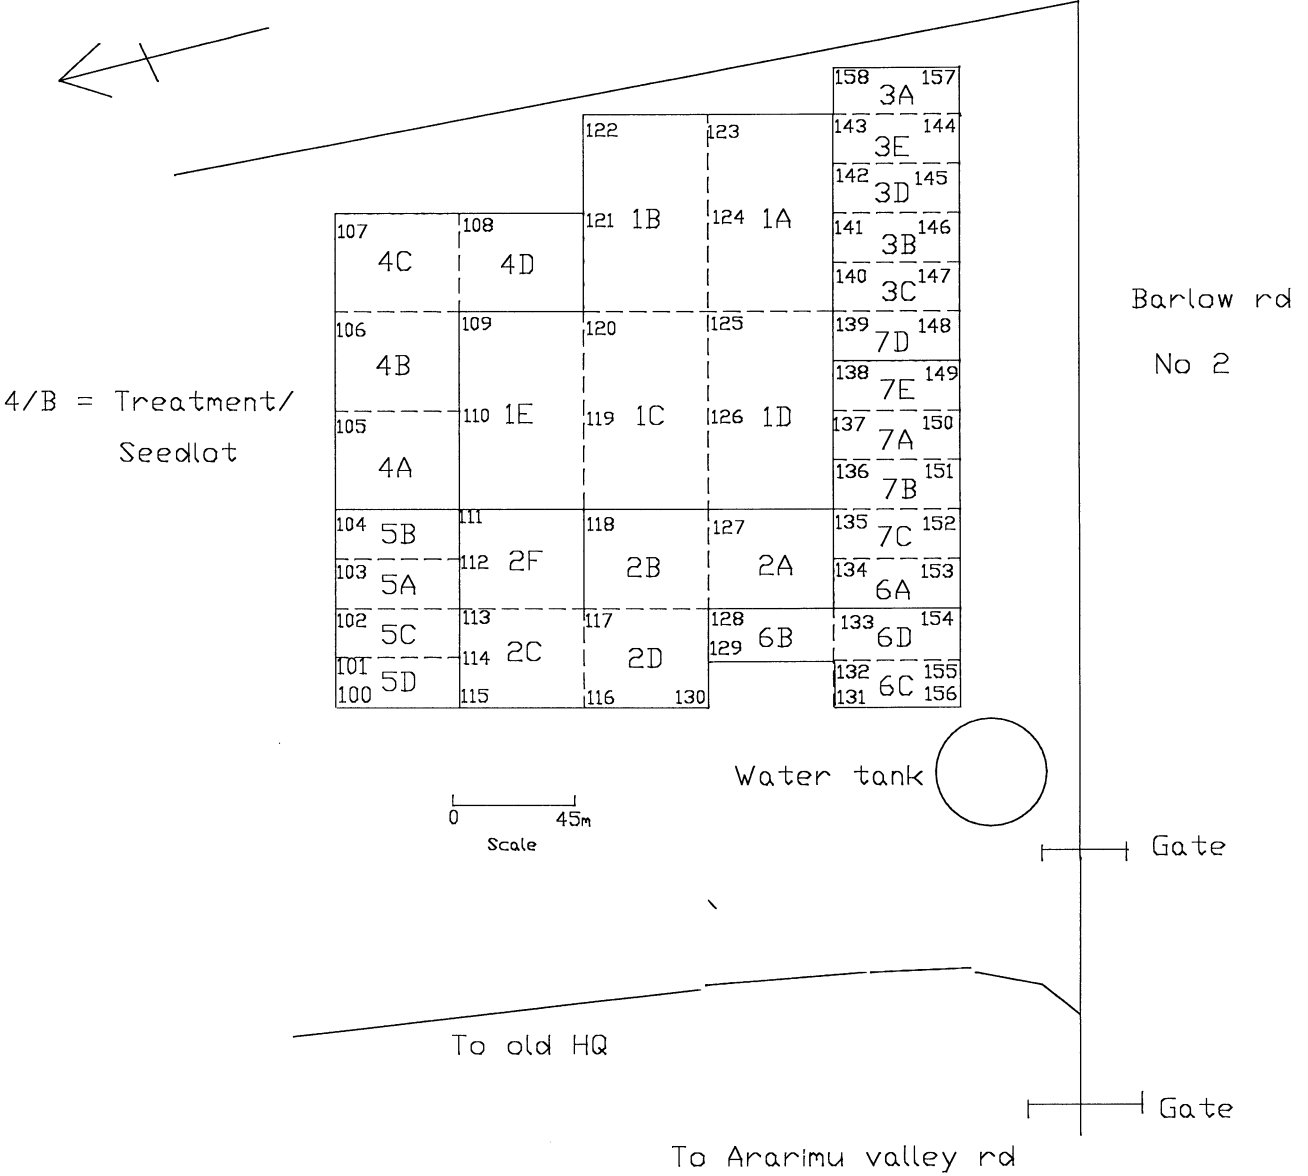 158 157
3A
122 123 143 144
3E
142 145
3D
121 1B 124 1A 141 146
3B
107 108
4C 4D 140 147
3C
Barlow rd
106 109 120 125 139 148
7D
No 2
4B 138 149
7E
4/B = Treatment/
Seedlot
105 110 1E 119 1C 126 1D 137 150
7A
4A 136 151
7B
104 111 118 127 135 152
5B 7C
103 112 2F 2B 2A 134 153
5A 6A
102 113 117 128 133 154
5C 6B 6D
101 114 2C 2D 129 132 155
100 5D 115 116 130 131 6C 156
Water tank
0 45m
Scale
Gate
To old HQ
Gate
To Ararimu valley rd